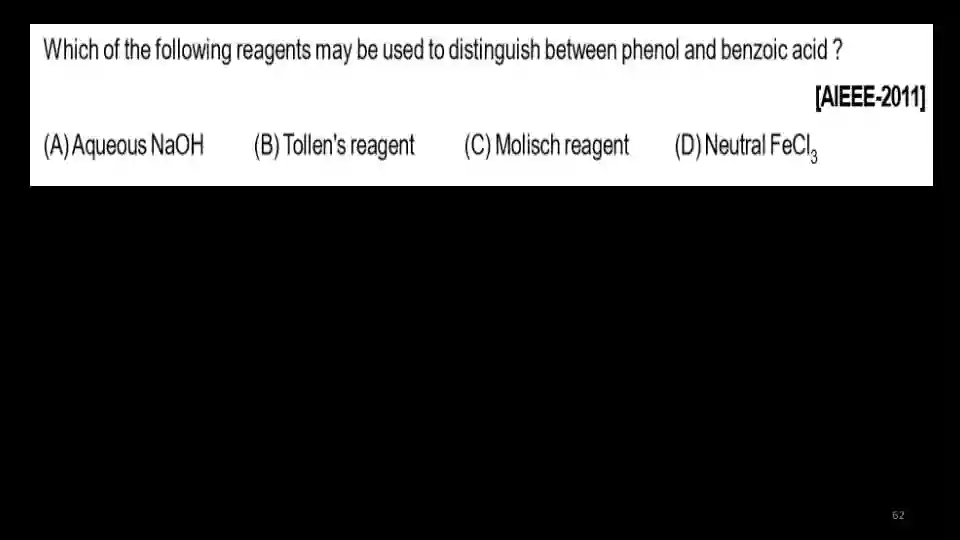 Which of the following reagents may be used to distinguish between phenol and benzoic acid ?
[AIEEE-2011]
(A) Aqueous NaOH (B) Tollen's reagent (C) Molisch reagent (D) Neutral FeCl3
62